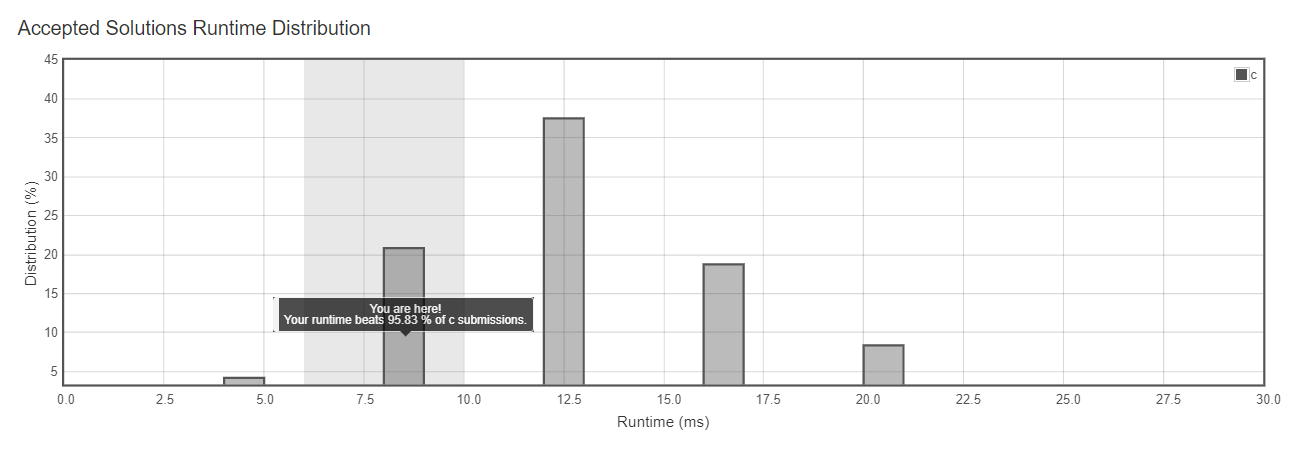 Accepted Solutions Runtime Distribution
45
40
35
30
25
20
15
10
5
Distribution (%)
c
You are here!
Your runtime beats 95.83 % of c submissions.
0.0 2.5 5.0 7.5 10.0 12.5 15.0 17.5 20.0 22.5 25.0 27.5 30.0
Runtime (ms)